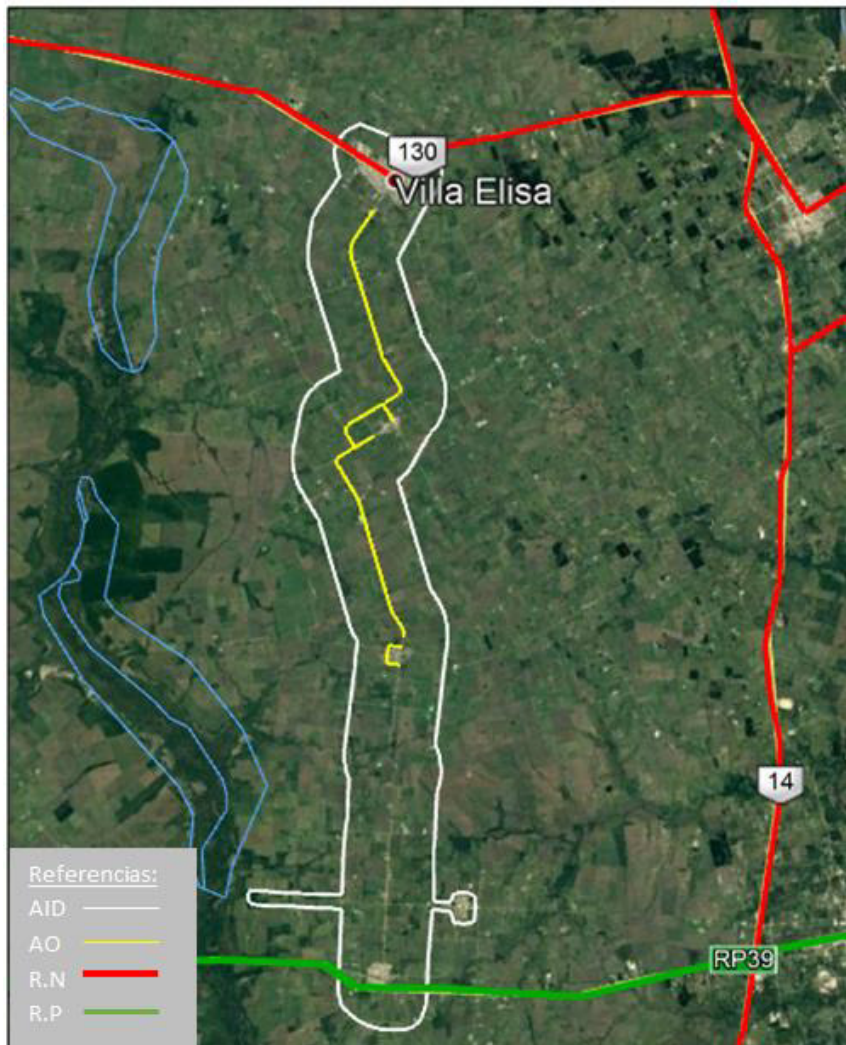 130
Villa Elisa
14
RP39
Referencias:
AID
AO
R.N
R.P